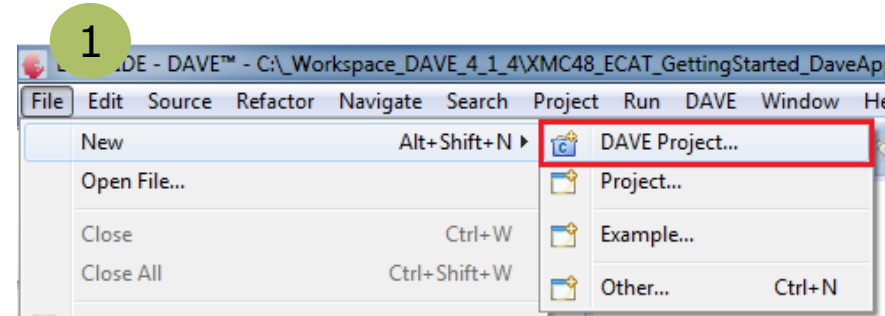 1
DE - DAVE™ - C:\_Workspace_DAVE_4_1_4\XMC48_ECAT_GettingStarted_DaveAp
File Edit Source Refactor Navigate Search Project Run DAVE Window He
New Alt+Shift+N
DAVE Project...
Open File...
Project...
Close Ctrl+W
Example...
Close All Ctrl+Shift+W
Other... Ctrl+N